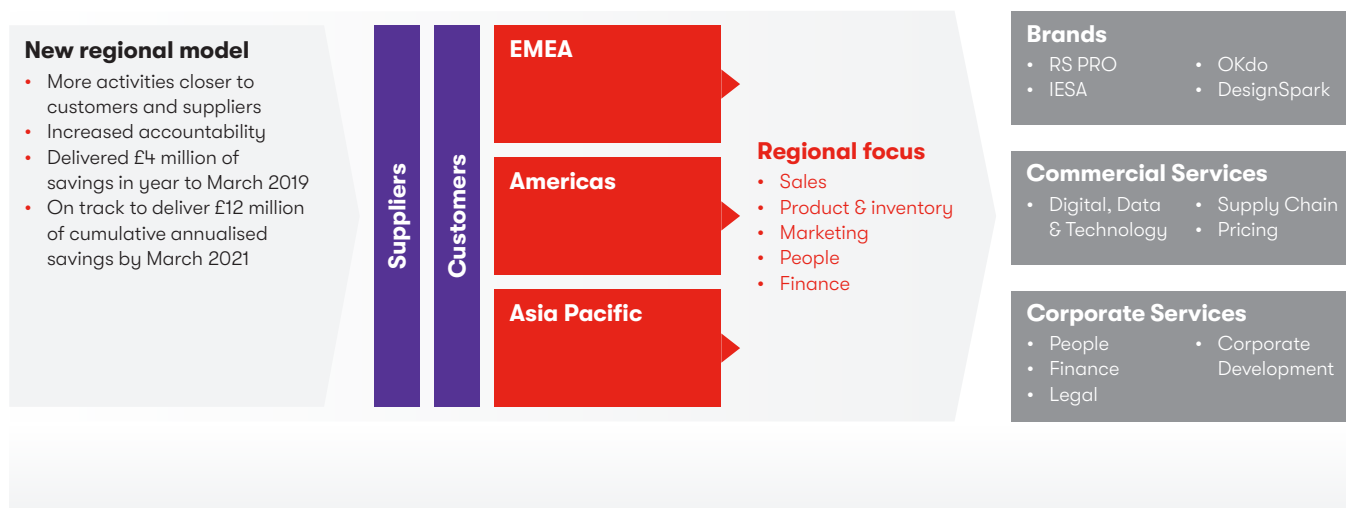 New regional model
• More activities closer to
customers and suppliers
• Increased accountability
• Delivered £4 million of
savings in year to March 2019
• On track to deliver £12 million
of cumulative annualised
savings by March 2021
Suppliers
Customers
EMEA
Americas
Asia Pacific
Regional focus
• Sales
• Product & inventory
• Marketing
• People
• Finance
Brands
• RS PRO
• IESA
• OKdo
• DesignSpark
Commercial Services
• Digital, Data
& Technology
• Supply Chain
• Pricing
Corporate Services
• People
• Finance
• Legal
• Corporate
Development